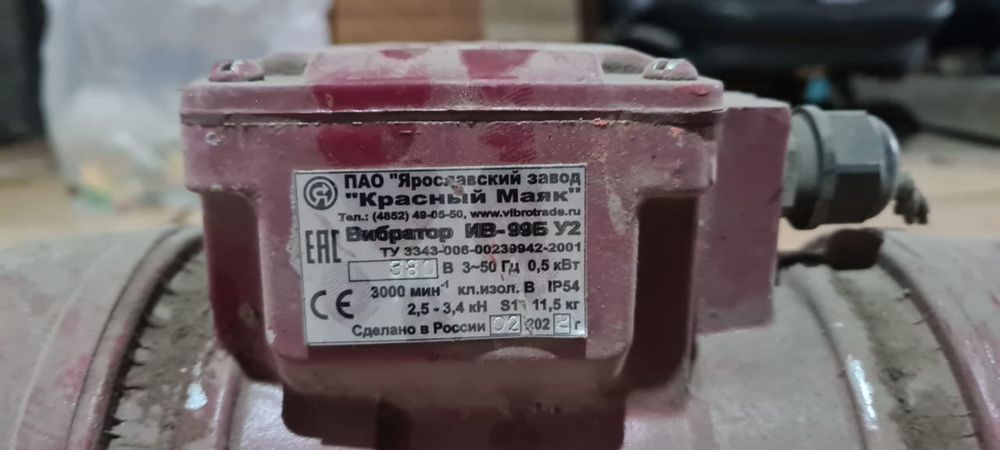 ПАО "Ярославский завод
"Красный Маяк"
Тел.: (4852) 49-05-50, www.vibrotrade.ru
Вибратор ИВ-99Б У2
EAC ТУ 3343-006-00239942-2001
380 В 3~50 Гц 0,5 кВт
3000 мин⁻¹ кл.изол. В IP54
CE 2,5 - 3,4 кН S1 11,5 кг
Сделано в России 02 202 г